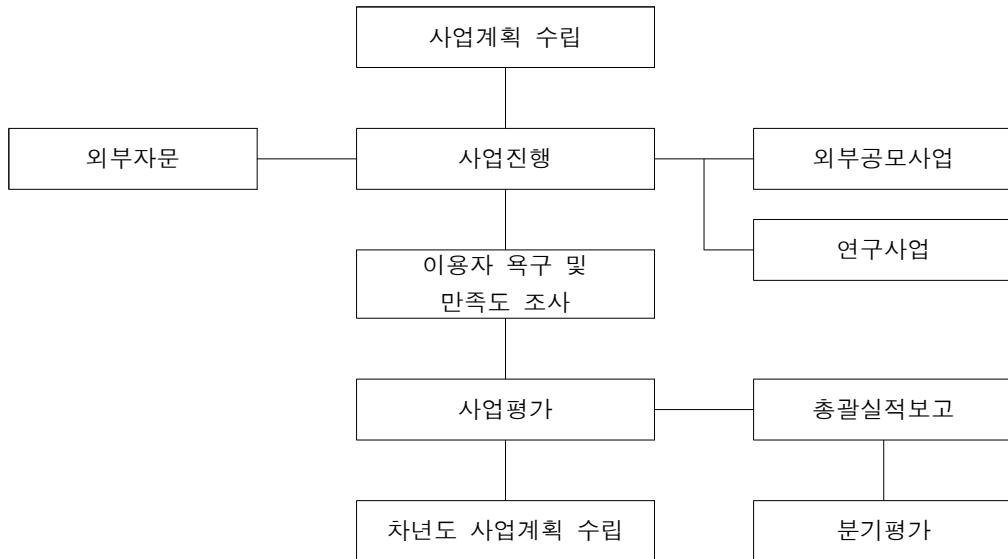 사업계획 수립
외부자문
사업진행
외부공모사업
연구사업
이용자 욕구 및
만족도 조사
사업평가
총괄실적보고
차년도 사업계획 수립
분기평가